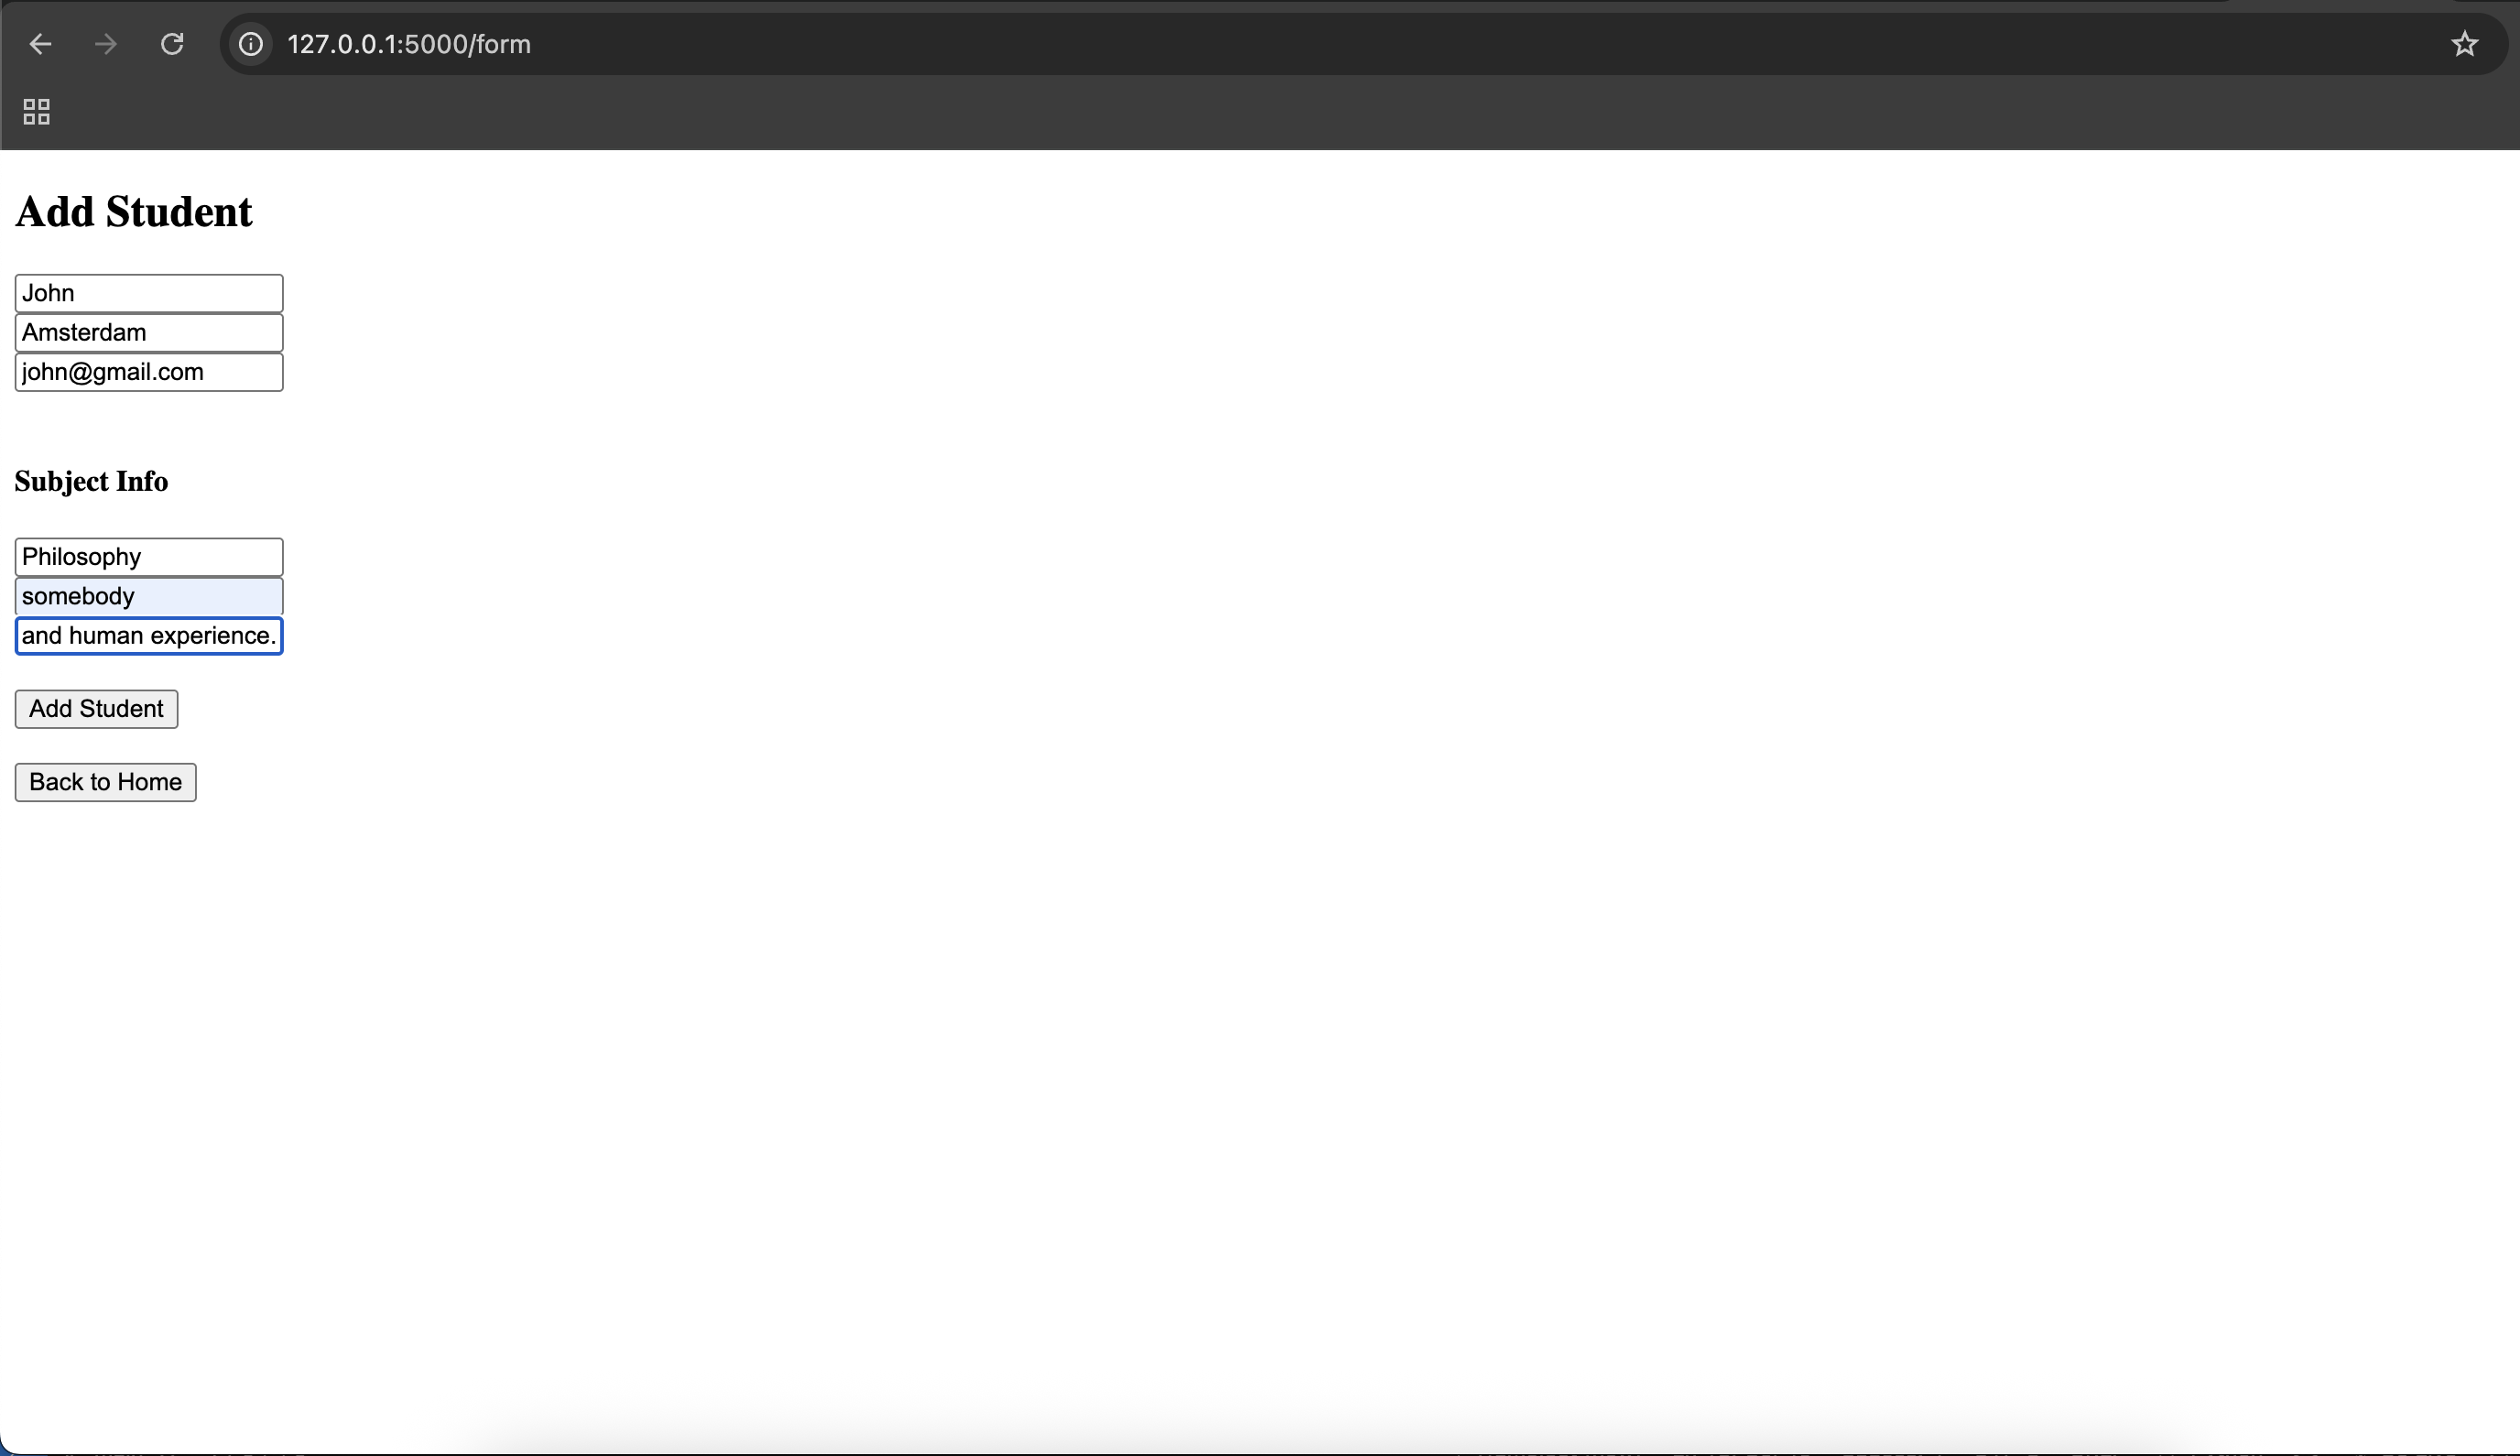 127.0.0.1:5000/form
Add Student
John
Amsterdam
john@gmail.com
Subject Info
Philosophy
somebody
and human experience.
Add Student
Back to Home